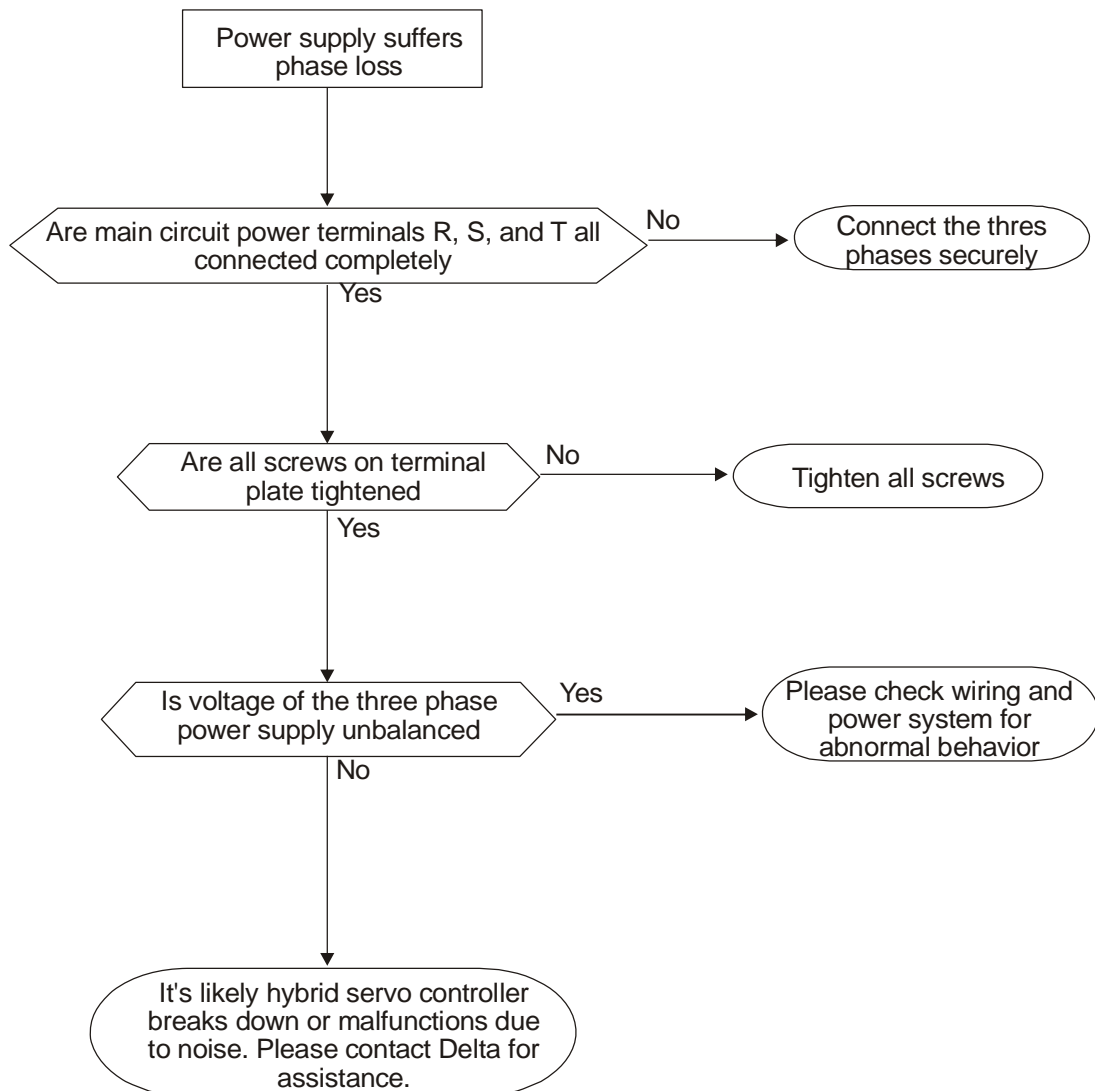 Power supply suffers
phase loss
Are main circuit power terminals R, S, and T all
connected completely
No
Connect the thres
phases securely
Yes
Are all screws on terminal
plate tightened
No
Tighten all screws
Yes
Is voltage of the three phase
power supply unbalanced
Yes
Please check wiring and
power system for
abnormal behavior
No
It's likely hybrid servo controller
breaks down or malfunctions due
to noise. Please contact Delta for
assistance.